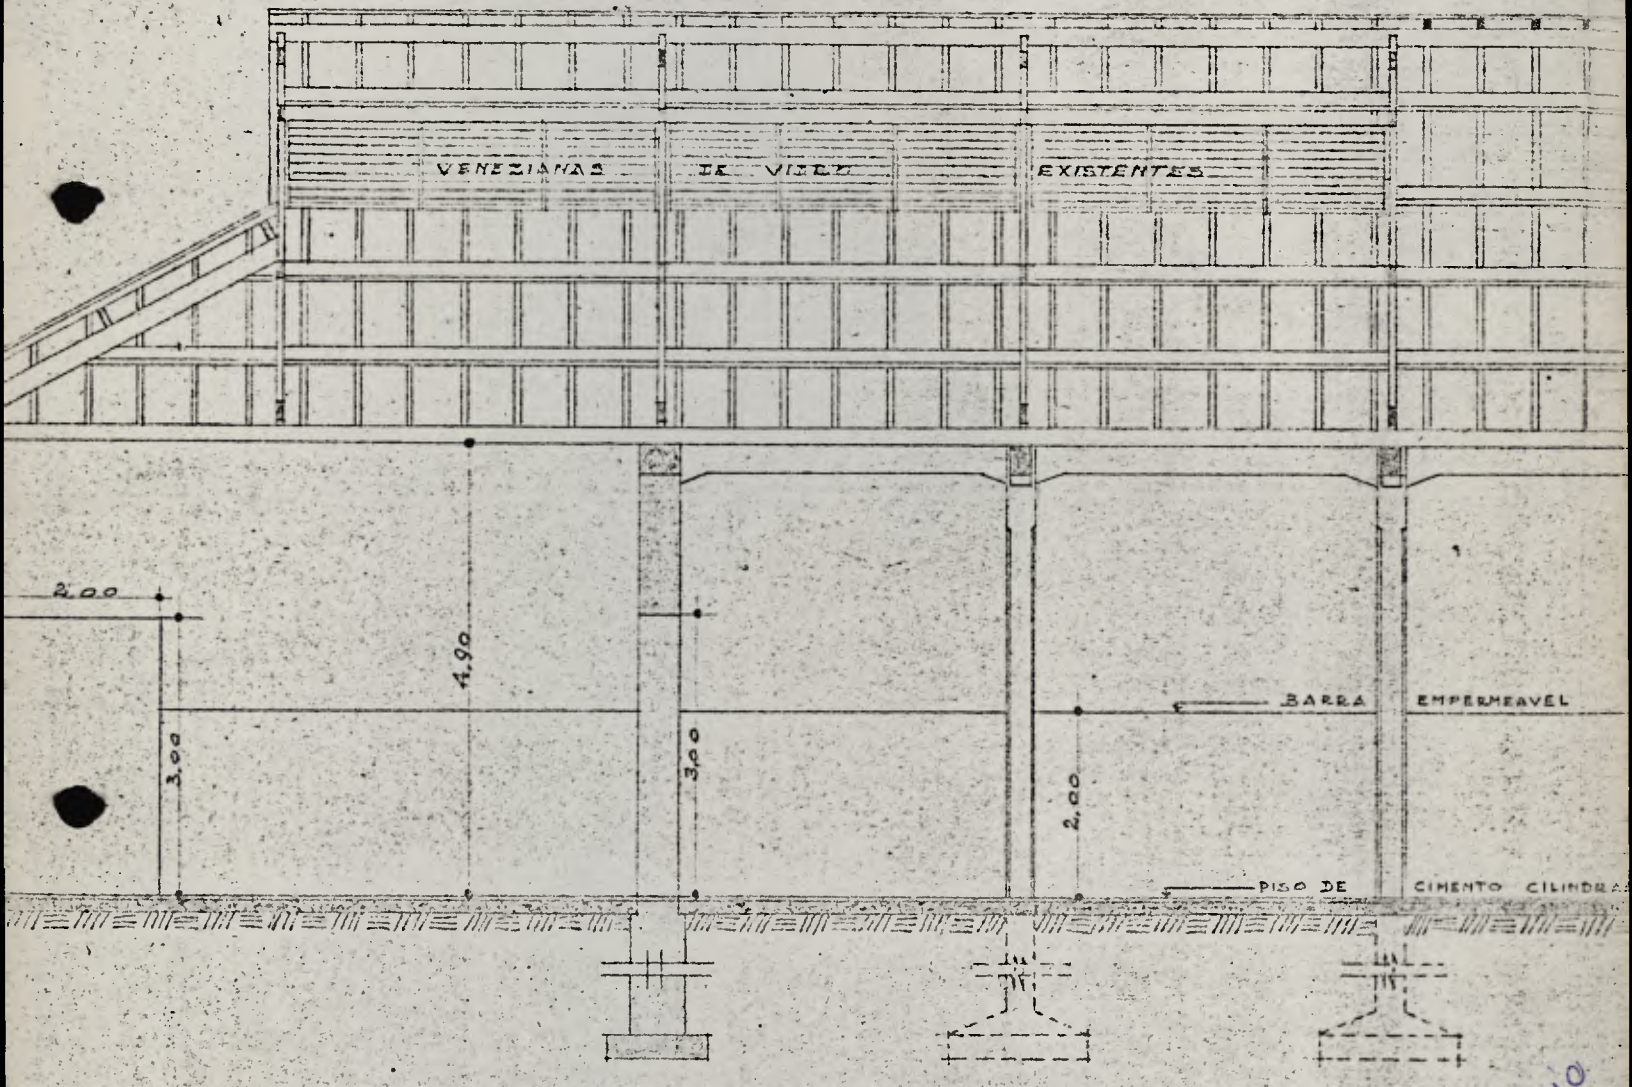 VENEZIANAS DE VIDRO EXISTENTES
2.00
4.90
BARRA EMPERMEAVEL
3.00
3,00
2,00
PISO DE CIMENTO CILINDRA